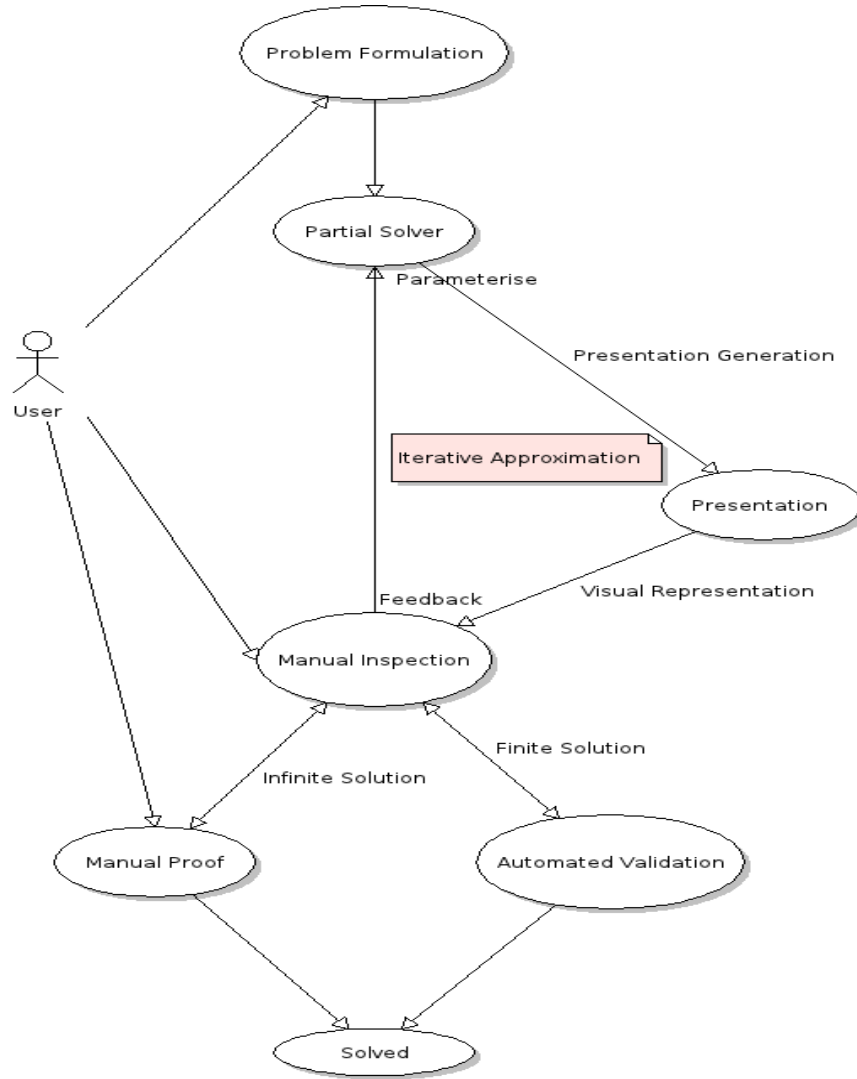 Problem Formulation
Partial Solver
Parameterise
Presentation Generation
User
Iterative Approximation
Presentation
Visual Representation
Feedback
Manual Inspection
Finite Solution
Infinite Solution
Manual Proof
Automated Validation
Solved